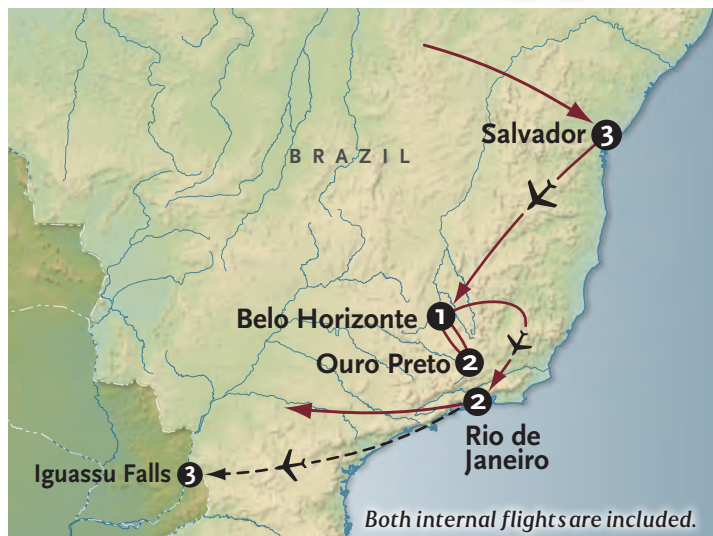 Salvador 3
BRAZIL
Belo Horizonte 1
Ouro Preto 2
2
Rio de
Janeiro
Iguassu Falls 3
Both internal flights are included.